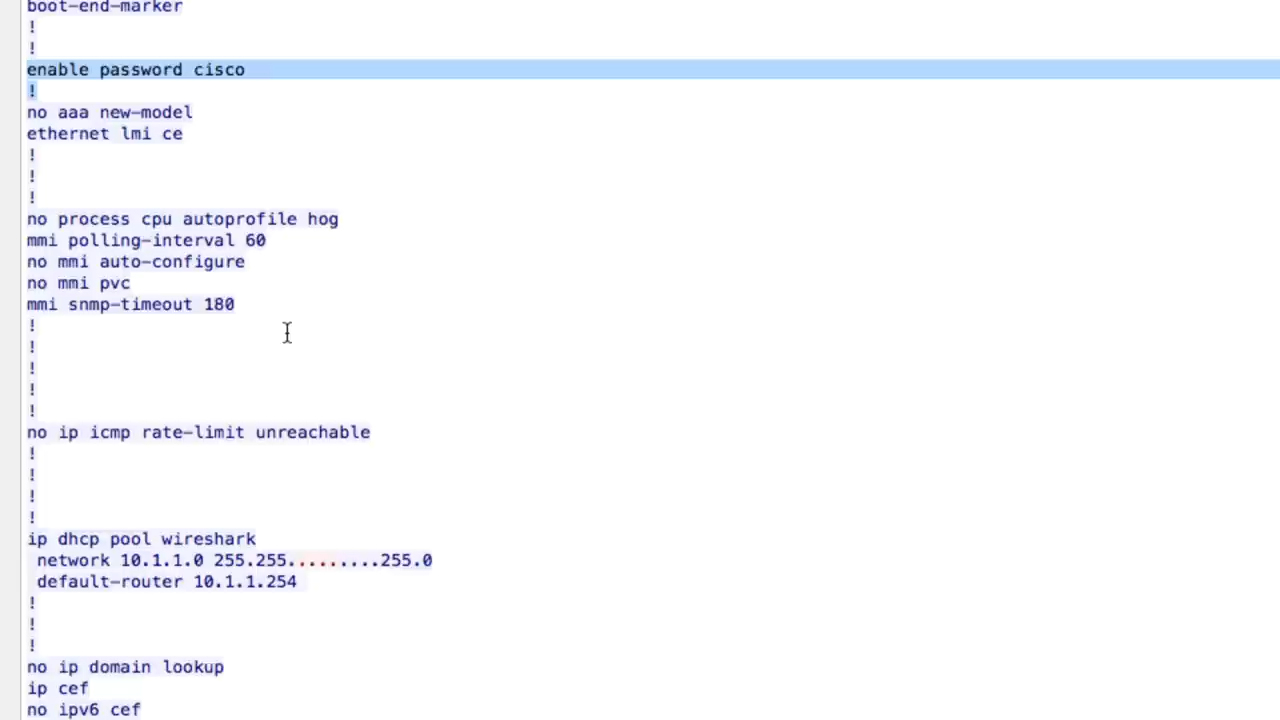 boot-end-marker
!
!
enable password cisco
!
no aaa new-model
ethernet lmi ce
!
!
!
no process cpu autoprofile hog
mmi polling-interval 60
no mmi auto-configure
no mmi pvc
mmi snmp-timeout 180
!
!
!
!
!
no ip icmp rate-limit unreachable
!
!
!
!
ip dhcp pool wireshark
 network 10.1.1.0 255.255.........255.0
 default-router 10.1.1.254
!
!
!
no ip domain lookup
ip cef
no ipv6 cef